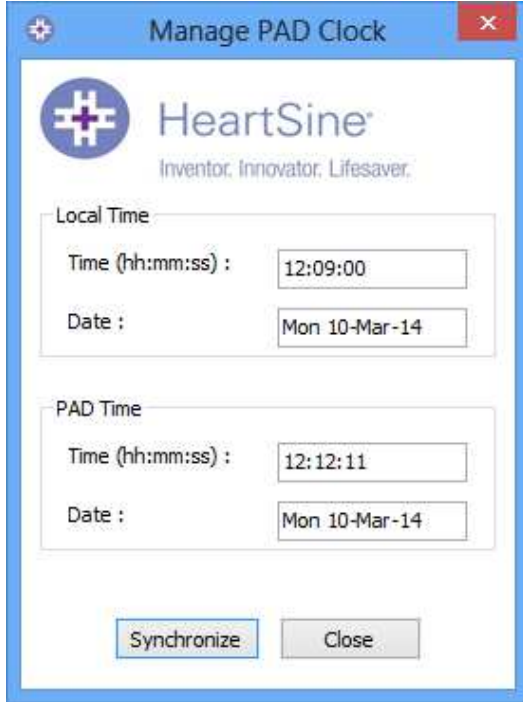 Manage PAD Clock
HeartSine®
Inventor. Innovator. Lifesaver.
Local Time
Time (hh:mm:ss) : 12:09:00
Date : Mon 10-Mar-14
PAD Time
Time (hh:mm:ss) : 12:12:11
Date : Mon 10-Mar-14
Synchronize Close